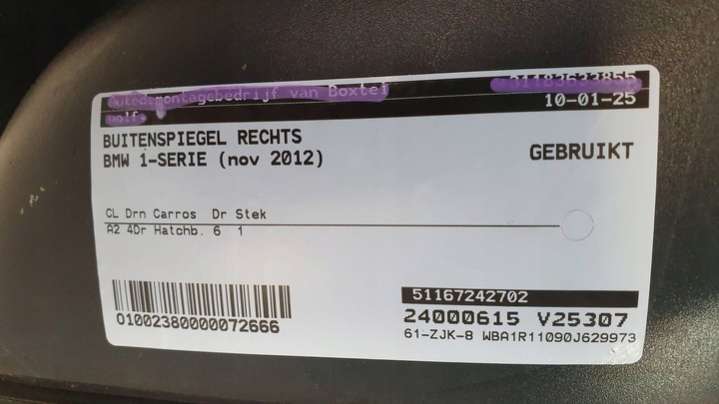 Autodemontagebedrijf van Boxtel
31183633855
10-01-25
BUITENSPIEGEL RECHTS
BMW 1-SERIE (nov 2012)
GEBRUIKT
CL Drn Carros Dr Stek
A2 4Dr Hatchb. 6 1
51167242702
01002380000072666
24000615 V25307
61-ZJK-8 WBA1R11090J629973